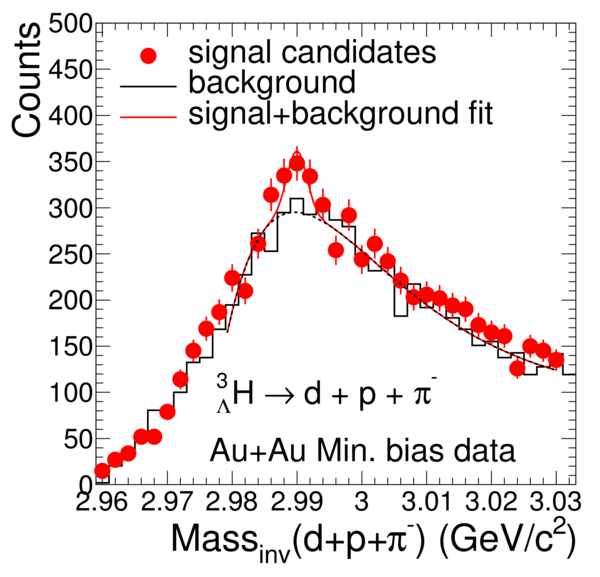 500
450
400
350
300
250
200
150
100
50
0
Counts
signal candidates
background
signal+background fit
³ΛH → d + p + π⁻
Au+Au Min. bias data
2.96 2.97 2.98 2.99 3 3.01 3.02 3.03
Mass_inv(d+p+π⁻) (GeV/c²)